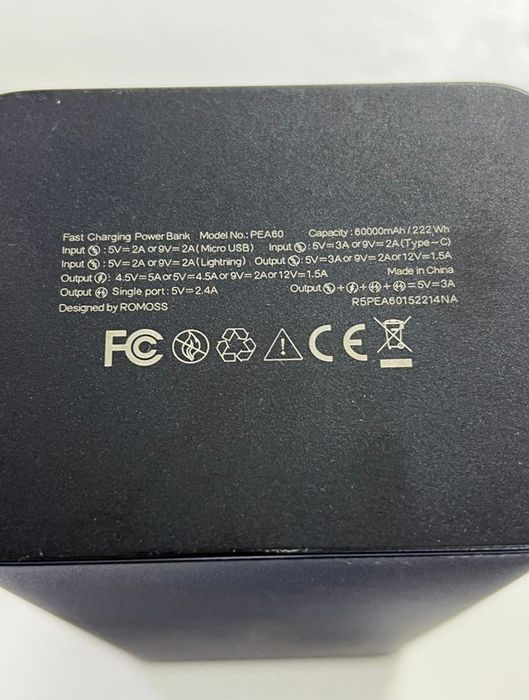 Fast Charging Power Bank Model No.: PEA60 Capacity: 60000mAh / 222 Wh
Input : 5V⎓2A or 9V⎓2A (Micro USB) Input : 5V⎓3A or 9V⎓2A (Type-C)
Input : 5V⎓2A or 9V⎓2A (Lightning) Output : 5V⎓3A or 9V⎓2A or 12V⎓1.5A
Output : 4.5V⎓5A or 5V⎓4.5A or 9V⎓2A or 12V⎓1.5A Made in China
Output Single port : 5V⎓2.4A Output + + + ⎓5V⎓3A
Designed by ROMOSS R5PEA60152214NA
FC CE